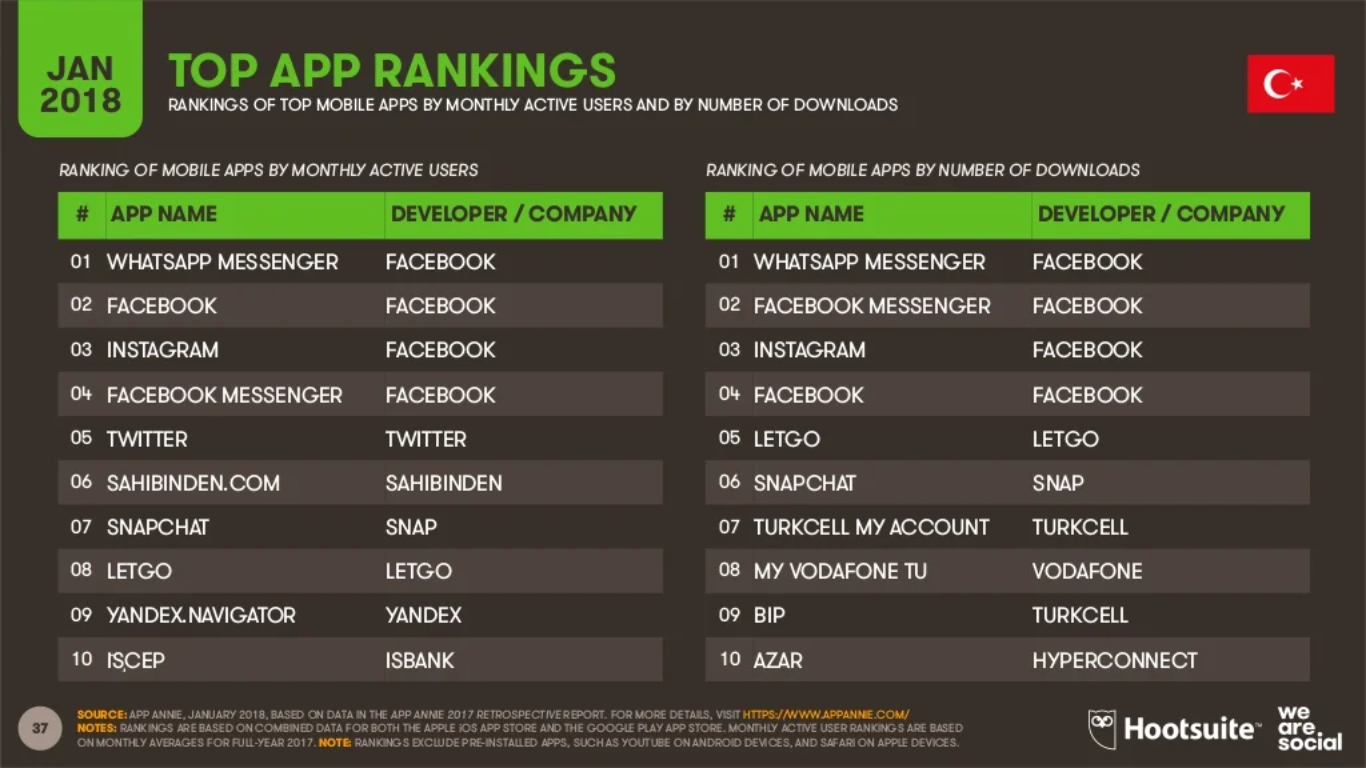 JAN
2018
TOP APP RANKINGS
RANKINGS OF TOP MOBILE APPS BY MONTHLY ACTIVE USERS AND BY NUMBER OF DOWNLOADS
RANKING OF MOBILE APPS BY MONTHLY ACTIVE USERS
# APP NAME DEVELOPER / COMPANY
01 WHATSAPP MESSENGER FACEBOOK
02 FACEBOOK FACEBOOK
03 INSTAGRAM FACEBOOK
04 FACEBOOK MESSENGER FACEBOOK
05 TWITTER TWITTER
06 SAHIBINDEN.COM SAHIBINDEN
07 SNAPCHAT SNAP
08 LETGO LETGO
09 YANDEX.NAVIGATOR YANDEX
10 İŞCEP ISBANK
RANKING OF MOBILE APPS BY NUMBER OF DOWNLOADS
# APP NAME DEVELOPER / COMPANY
01 WHATSAPP MESSENGER FACEBOOK
02 FACEBOOK MESSENGER FACEBOOK
03 INSTAGRAM FACEBOOK
04 FACEBOOK FACEBOOK
05 LETGO LETGO
06 SNAPCHAT SNAP
07 TURKCELL MY ACCOUNT TURKCELL
08 MY VODAFONE TU VODAFONE
09 BIP TURKCELL
10 AZAR HYPERCONNECT
37
SOURCE: APP ANNIE, JANUARY 2018, BASED ON DATA IN THE APP ANNIE 2017 RETROSPECTIVE REPORT. FOR MORE DETAILS, VISIT HTTPS://WWW.APPANNIE.COM/
NOTES: RANKINGS ARE BASED ON COMBINED DATA FOR BOTH THE APPLE IOS APP STORE AND THE GOOGLE PLAY APP STORE. MONTHLY ACTIVE USER RANKINGS ARE BASED
ON MONTHLY AVERAGES FOR FULL-YEAR 2017. NOTE: RANKINGS EXCLUDE PRE-INSTALLED APPS, SUCH AS YOUTUBE ON ANDROID DEVICES, AND SAFARI ON APPLE DEVICES.
Hootsuite™
we
are
social